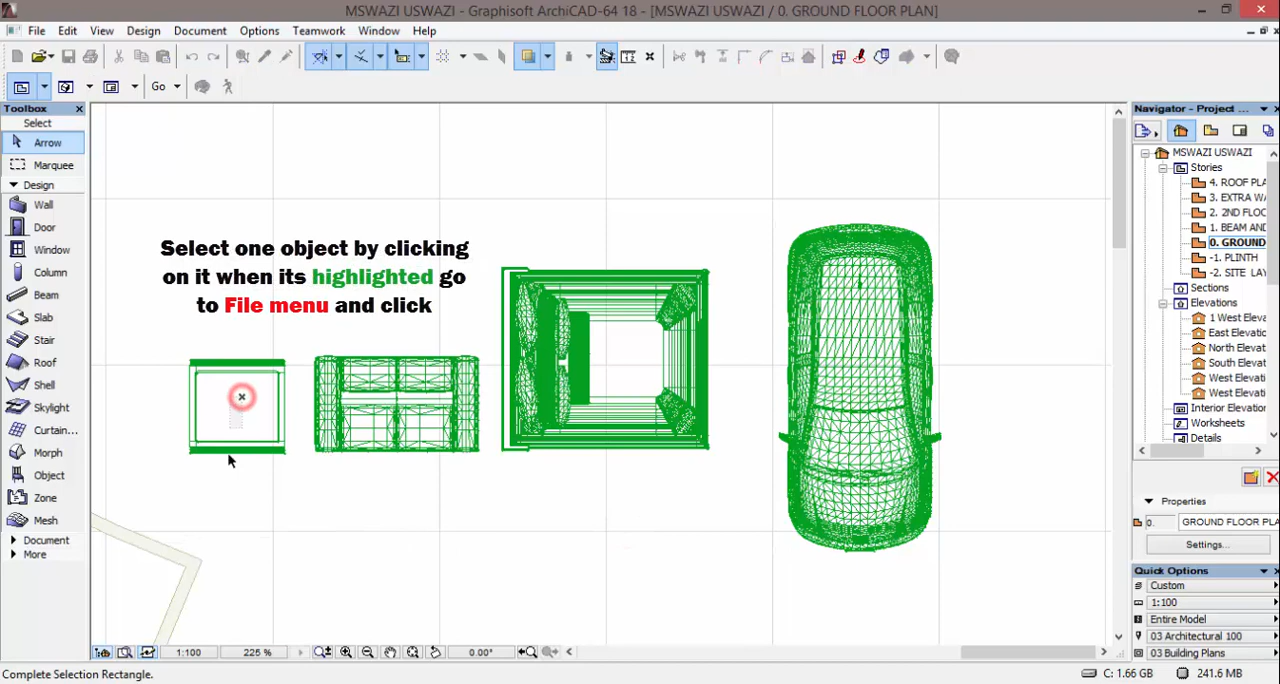 MSWAZI USWAZI - Graphisoft ArchiCAD-64 18 - [MSWAZI USWAZI / 0. GROUND FLOOR PLAN]
File Edit View Design Document Options Teamwork Window Help
Go
Toolbox
Select
Arrow
Marquee
Design
Wall
Door
Window
Column
Beam
Slab
Stair
Roof
Shell
Skylight
Curtain...
Morph
Object
Zone
Mesh
Document
More
Select one object by clicking
on it when its highlighted go
to File menu and click
Navigator - Project ...
MSWAZI USWAZI
Stories
4. ROOF PLA
3. EXTRA WA
2. 2ND FLOC
1. BEAM AND
0. GROUND
-1. PLINTH
-2. SITE LAY
Sections
Elevations
1 West Eleva
East Elevatio
North Elevat
South Elevat
West Elevati
West Elevati
Interior Elevation
Worksheets
Details
Properties
0. GROUND FLOOR PLA
Settings...
Quick Options
Custom
1:100
Entire Model
03 Architectural 100
03 Building Plans
1:100 225 % 0.00°
Complete Selection Rectangle.
C: 1.66 GB 241.6 MB